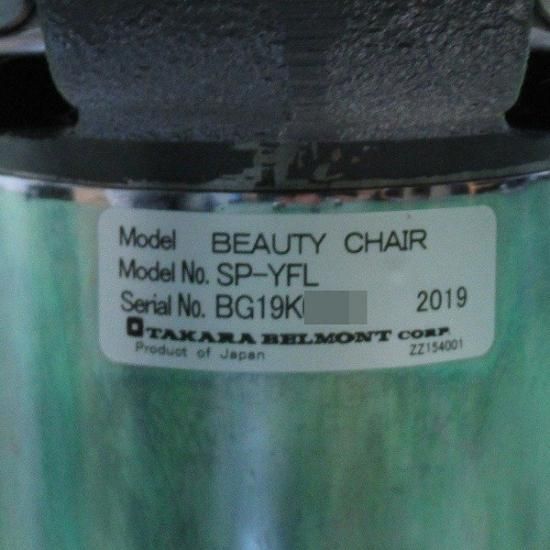 Model BEAUTY CHAIR
Model No. SP-YFL
Serial No. BG19K 2019
TAKARA BELMONT CORP.
Product of Japan ZZ154001